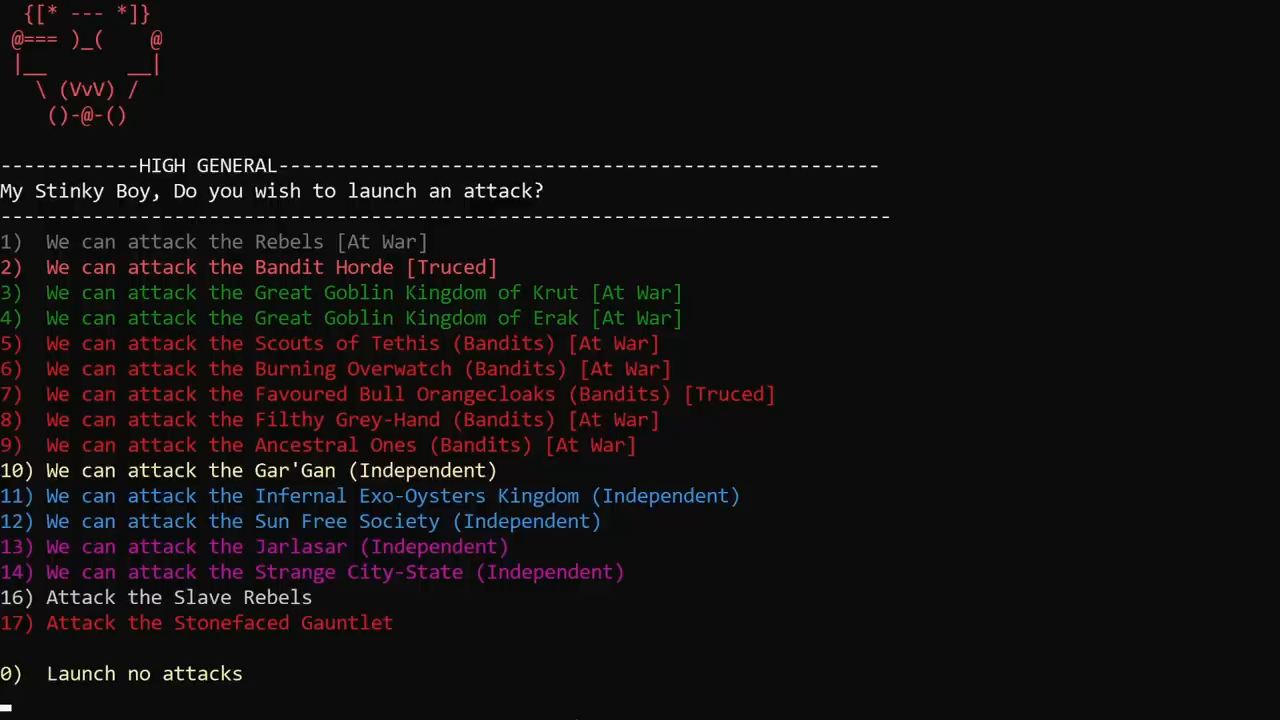 {[* --- *]}
@=== )_(    @
|__       __|
\ (VvV) /
()-@-()
------------HIGH GENERAL----------------------------------------------------
My Stinky Boy, Do you wish to launch an attack?
-----------------------------------------------------------------------------
1)  We can attack the Rebels [At War]
2)  We can attack the Bandit Horde [Truced]
3)  We can attack the Great Goblin Kingdom of Krut [At War]
4)  We can attack the Great Goblin Kingdom of Erak [At War]
5)  We can attack the Scouts of Tethis (Bandits) [At War]
6)  We can attack the Burning Overwatch (Bandits) [At War]
7)  We can attack the Favoured Bull Orangecloaks (Bandits) [Truced]
8)  We can attack the Filthy Grey-Hand (Bandits) [At War]
9)  We can attack the Ancestral Ones (Bandits) [At War]
10) We can attack the Gar'Gan (Independent)
11) We can attack the Infernal Exo-Oysters Kingdom (Independent)
12) We can attack the Sun Free Society (Independent)
13) We can attack the Jarlasar (Independent)
14) We can attack the Strange City-State (Independent)
16) Attack the Slave Rebels
17) Attack the Stonefaced Gauntlet
0)  Launch no attacks